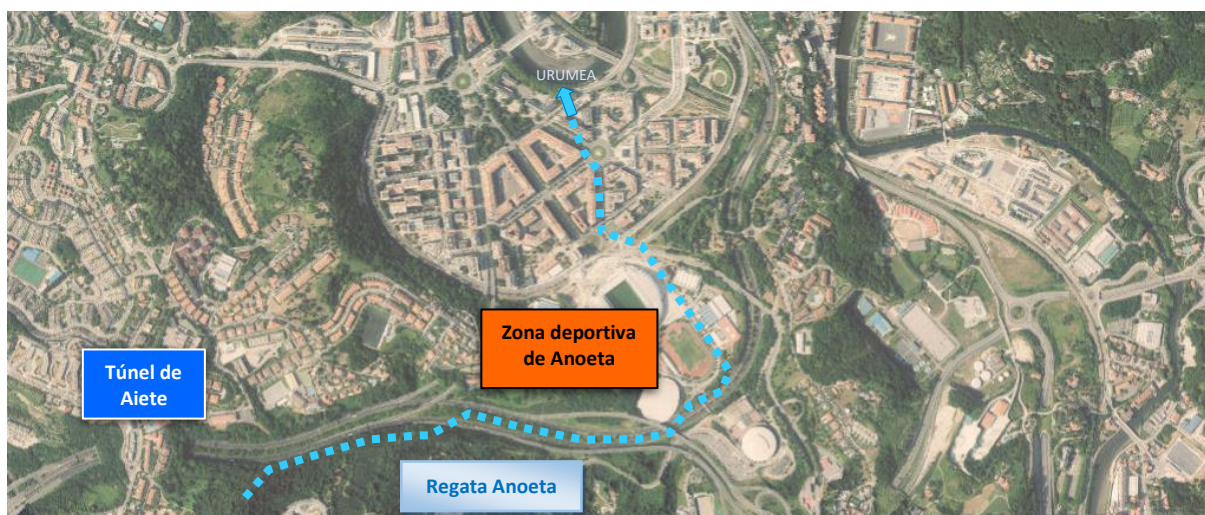 URUMEA
Zona deportiva
de Anoeta
Túnel de
Aiete
Regata Anoeta